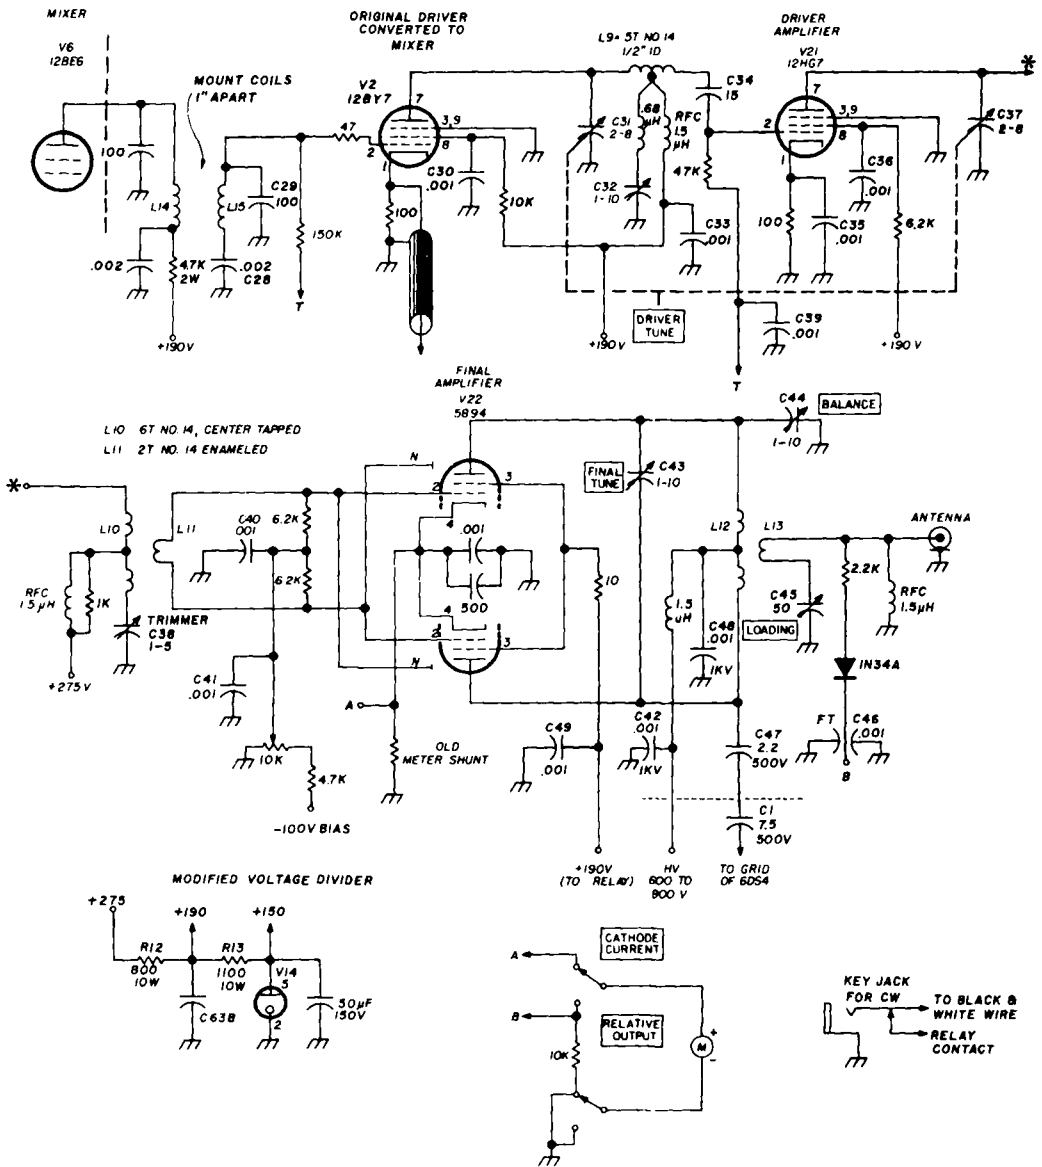 MIXER
V6
12BE6
MOUNT COILS
1" APART
ORIGINAL DRIVER
CONVERTED TO
MIXER
V2
12BY7
L9= 5T NO.14
1/2" ID
DRIVER
AMPLIFIER
V21
12HG7
*
100
L14
L15
C29
100
.002
4.7K
2W
.002
C28
+190V
150K
T
47
7
3,9
8
2
1
100
C30
.001
10K
C31
2-8
.68
µH
RFC
1.5
µH
C32
1-10
C34
15
47K
C33
.001
+190V
DRIVER
TUNE
C39
.001
T
7
3,9
8
2
1
100
C35
.001
C36
.001
6.2K
+190V
C37
2-8
L10 6T NO. 14, CENTER TAPPED
L11 2T NO. 14 ENAMELED
FINAL
AMPLIFIER
V22
5894
*
L10
L11
RFC
1.5µH
1K
TRIMMER
C38
1-5
+275V
C40
.001
6.2K
6.2K
C41
.001
10K
4.7K
-100V BIAS
N
2
3
4
.001
500
4
2
3
N
A
OLD
METER SHUNT
10
C49
.001
+190V
(TO RELAY)
FINAL
TUNE
C43
1-10
C44
1-10
BALANCE
L12
L13
1.5
uH
C48
.001
1KV
C42
.001
1KV
HV
600 TO
800 V
C47
2.2
500V
C1
7.5
500V
TO GRID
OF 6DS4
C45
50
LOADING
2.2K
RFC
1.5µH
ANTENNA
1N34A
FT
C46
.001
B
MODIFIED VOLTAGE DIVIDER
+275
+190
+150
R12
800
10W
R13
1100
10W
V14
5
2
C63B
50µF
150V
A
CATHODE
CURRENT
B
RELATIVE
OUTPUT
10K
M
+
-
KEY JACK
FOR CW
TO BLACK &
WHITE WIRE
RELAY
CONTACT